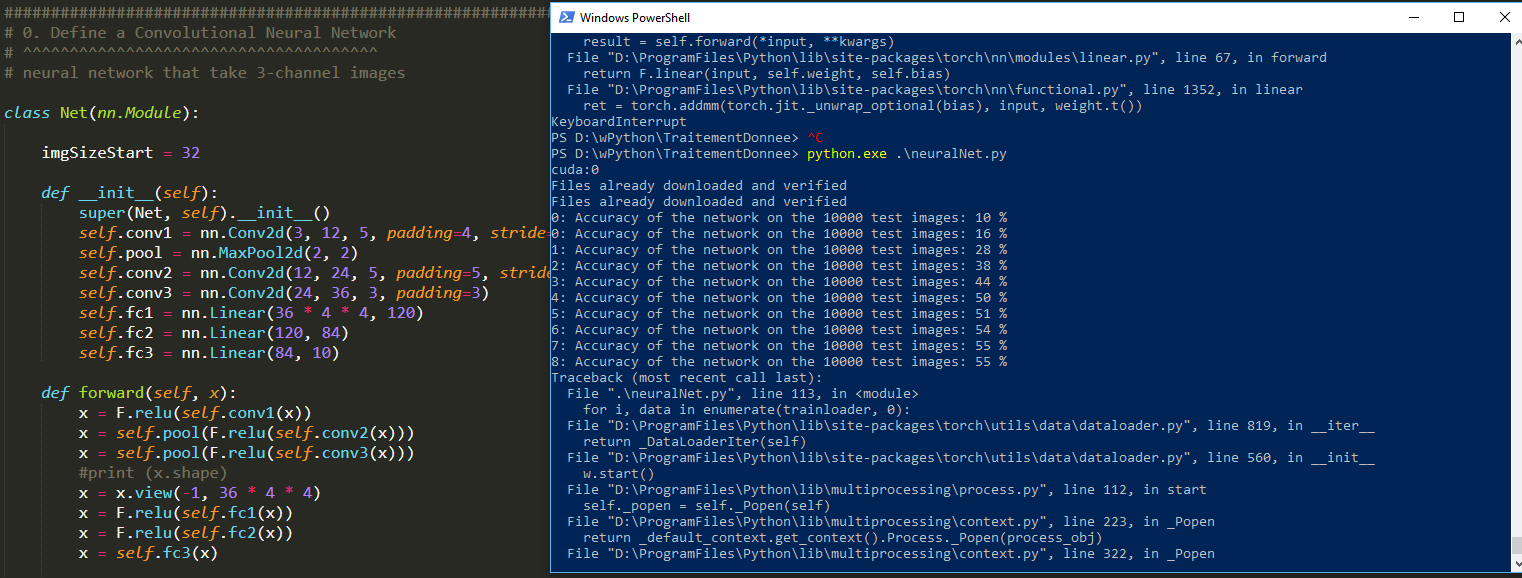 ############################################################
# 0. Define a Convolutional Neural Network
# ^^^^^^^^^^^^^^^^^^^^^^^^^^^^^^^^^^^^^^
# neural network that take 3-channel images
class Net(nn.Module):
imgSizeStart = 32
def __init__(self):
super(Net, self).__init__()
self.conv1 = nn.Conv2d(3, 12, 5, padding=4, stride=
self.pool = nn.MaxPool2d(2, 2)
self.conv2 = nn.Conv2d(12, 24, 5, padding=5, stride
self.conv3 = nn.Conv2d(24, 36, 3, padding=3)
self.fc1 = nn.Linear(36 * 4 * 4, 120)
self.fc2 = nn.Linear(120, 84)
self.fc3 = nn.Linear(84, 10)
def forward(self, x):
x = F.relu(self.conv1(x))
x = self.pool(F.relu(self.conv2(x)))
x = self.pool(F.relu(self.conv3(x)))
#print (x.shape)
x = x.view(-1, 36 * 4 * 4)
x = F.relu(self.fc1(x))
x = F.relu(self.fc2(x))
x = self.fc3(x)
Windows PowerShell
result = self.forward(*input, **kwargs)
File "D:\ProgramFiles\Python\lib\site-packages\torch\nn\modules\linear.py", line 67, in forward
return F.linear(input, self.weight, self.bias)
File "D:\ProgramFiles\Python\lib\site-packages\torch\nn\functional.py", line 1352, in linear
ret = torch.addmm(torch.jit._unwrap_optional(bias), input, weight.t())
KeyboardInterrupt
PS D:\wPython\TraitementDonnee> ^C
PS D:\wPython\TraitementDonnee> python.exe .\neuralNet.py
cuda:0
Files already downloaded and verified
Files already downloaded and verified
0: Accuracy of the network on the 10000 test images: 10 %
0: Accuracy of the network on the 10000 test images: 16 %
1: Accuracy of the network on the 10000 test images: 28 %
2: Accuracy of the network on the 10000 test images: 38 %
3: Accuracy of the network on the 10000 test images: 44 %
4: Accuracy of the network on the 10000 test images: 50 %
5: Accuracy of the network on the 10000 test images: 51 %
6: Accuracy of the network on the 10000 test images: 54 %
7: Accuracy of the network on the 10000 test images: 55 %
8: Accuracy of the network on the 10000 test images: 55 %
Traceback (most recent call last):
File ".\neuralNet.py", line 113, in <module>
for i, data in enumerate(trainloader, 0):
File "D:\ProgramFiles\Python\lib\site-packages\torch\utils\data\dataloader.py", line 819, in __iter__
return _DataLoaderIter(self)
File "D:\ProgramFiles\Python\lib\site-packages\torch\utils\data\dataloader.py", line 560, in __init__
w.start()
File "D:\ProgramFiles\Python\lib\multiprocessing\process.py", line 112, in start
self._popen = self._Popen(self)
File "D:\ProgramFiles\Python\lib\multiprocessing\context.py", line 223, in _Popen
return _default_context.get_context().Process._Popen(process_obj)
File "D:\ProgramFiles\Python\lib\multiprocessing\context.py", line 322, in _Popen